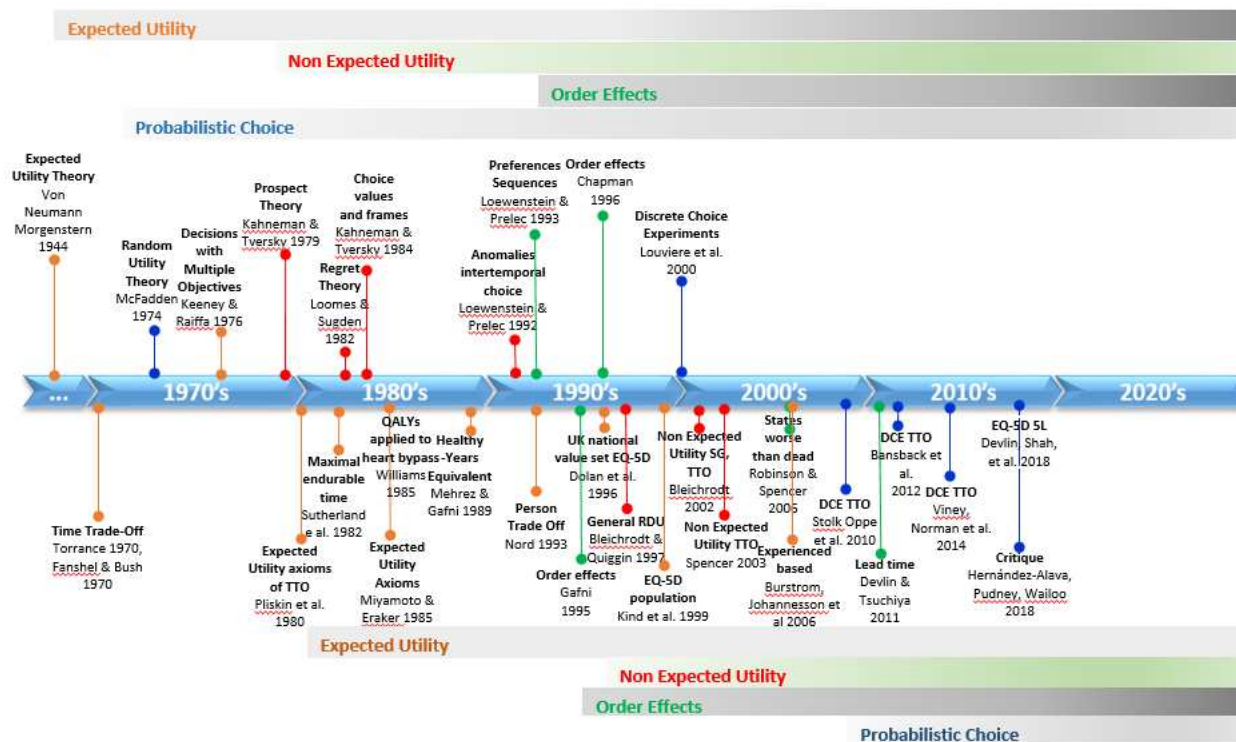 Expected Utility
Non Expected Utility
Order Effects
Probabilistic Choice
Expected
Utility Theory
Von
Neumann
Morgenstern
1944
Random
Utility
Theory
McFadden
1974
Decisions
with
Multiple
Objectives
Keeney &
Raiffa 1976
Prospect
Theory
Kahneman &
Tversky 1979
Regret
Theory
Loomes &
Sugden
1982
Choice
values
and frames
Kahneman &
Tversky 1984
Anomalies
intertemporal
choice
Loewenstein &
Prelec 1992
Preferences
Sequences
Loewenstein &
Prelec 1993
Order effects
Chapman
1996
Discrete Choice
Experiments
Louviere et al.
2000
...
1970's
1980's
1990's
2000's
2010's
2020's
Time Trade-Off
Torrance 1970,
Fanshel & Bush
1970
Expected
Utility axioms
of TTO
Pliskin et al.
1980
Maximal
endurable
time
Sutherland
e al. 1982
QALYs
applied to
heart bypass
Williams
1985
Expected
Utility
Axioms
Miyamoto &
Eraker 1985
Healthy
-Years
Equivalent
Mehrez &
Gafni 1989
Person
Trade Off
Nord 1993
Order effects
Gafni
1995
UK national
value set EQ-5D
Dolan et al.
1996
General RDU
Bleichrodt &
Quiggin 1997
EQ-5D
population
Kind et al. 1999
Non Expected
Utility SG,
TTO
Bleichrodt
2002
Non Expected
Utility TTO
Spencer 2003
States
worse
than dead
Robinson &
Spencer
2005
Experienced
based
Burstrom,
Johannesson et
al 2006
DCE TTO
Stolk Oppe
et al. 2010
Lead time
Devlin &
Tsuchiya
2011
DCE TTO
Bansback et
al.
2012
DCE TTO
Viney,
Norman et al.
2014
EQ-5D 5L
Devlin, Shah,
et al. 2018
Critique
Hernández-Alava,
Pudney, Wailoo
2018
Expected Utility
Non Expected Utility
Order Effects
Probabilistic Choice